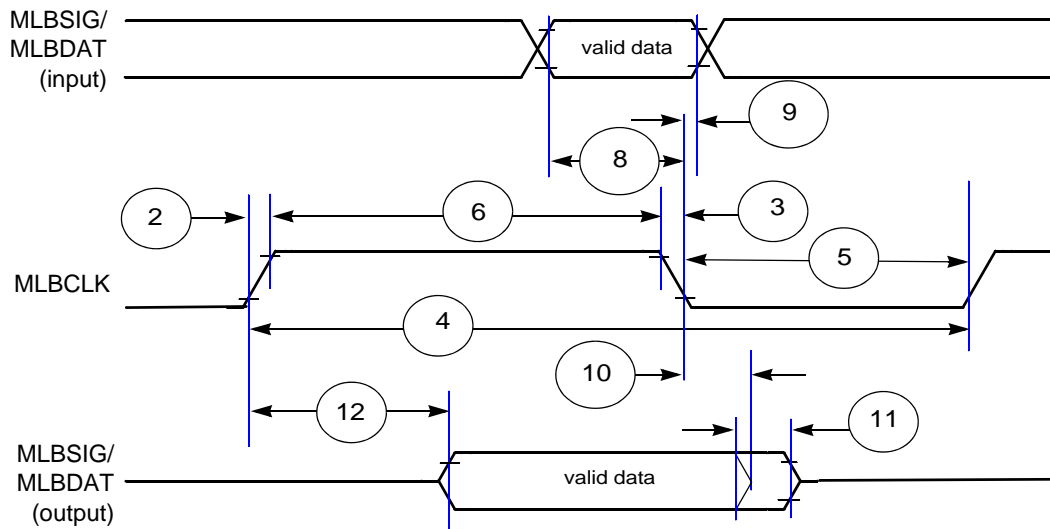 MLBSIG/
MLBDAT
(input)
valid data
9
8
2
6
3
5
MLBCLK
4
10
12
11
MLBSIG/
MLBDAT
(output)
valid data